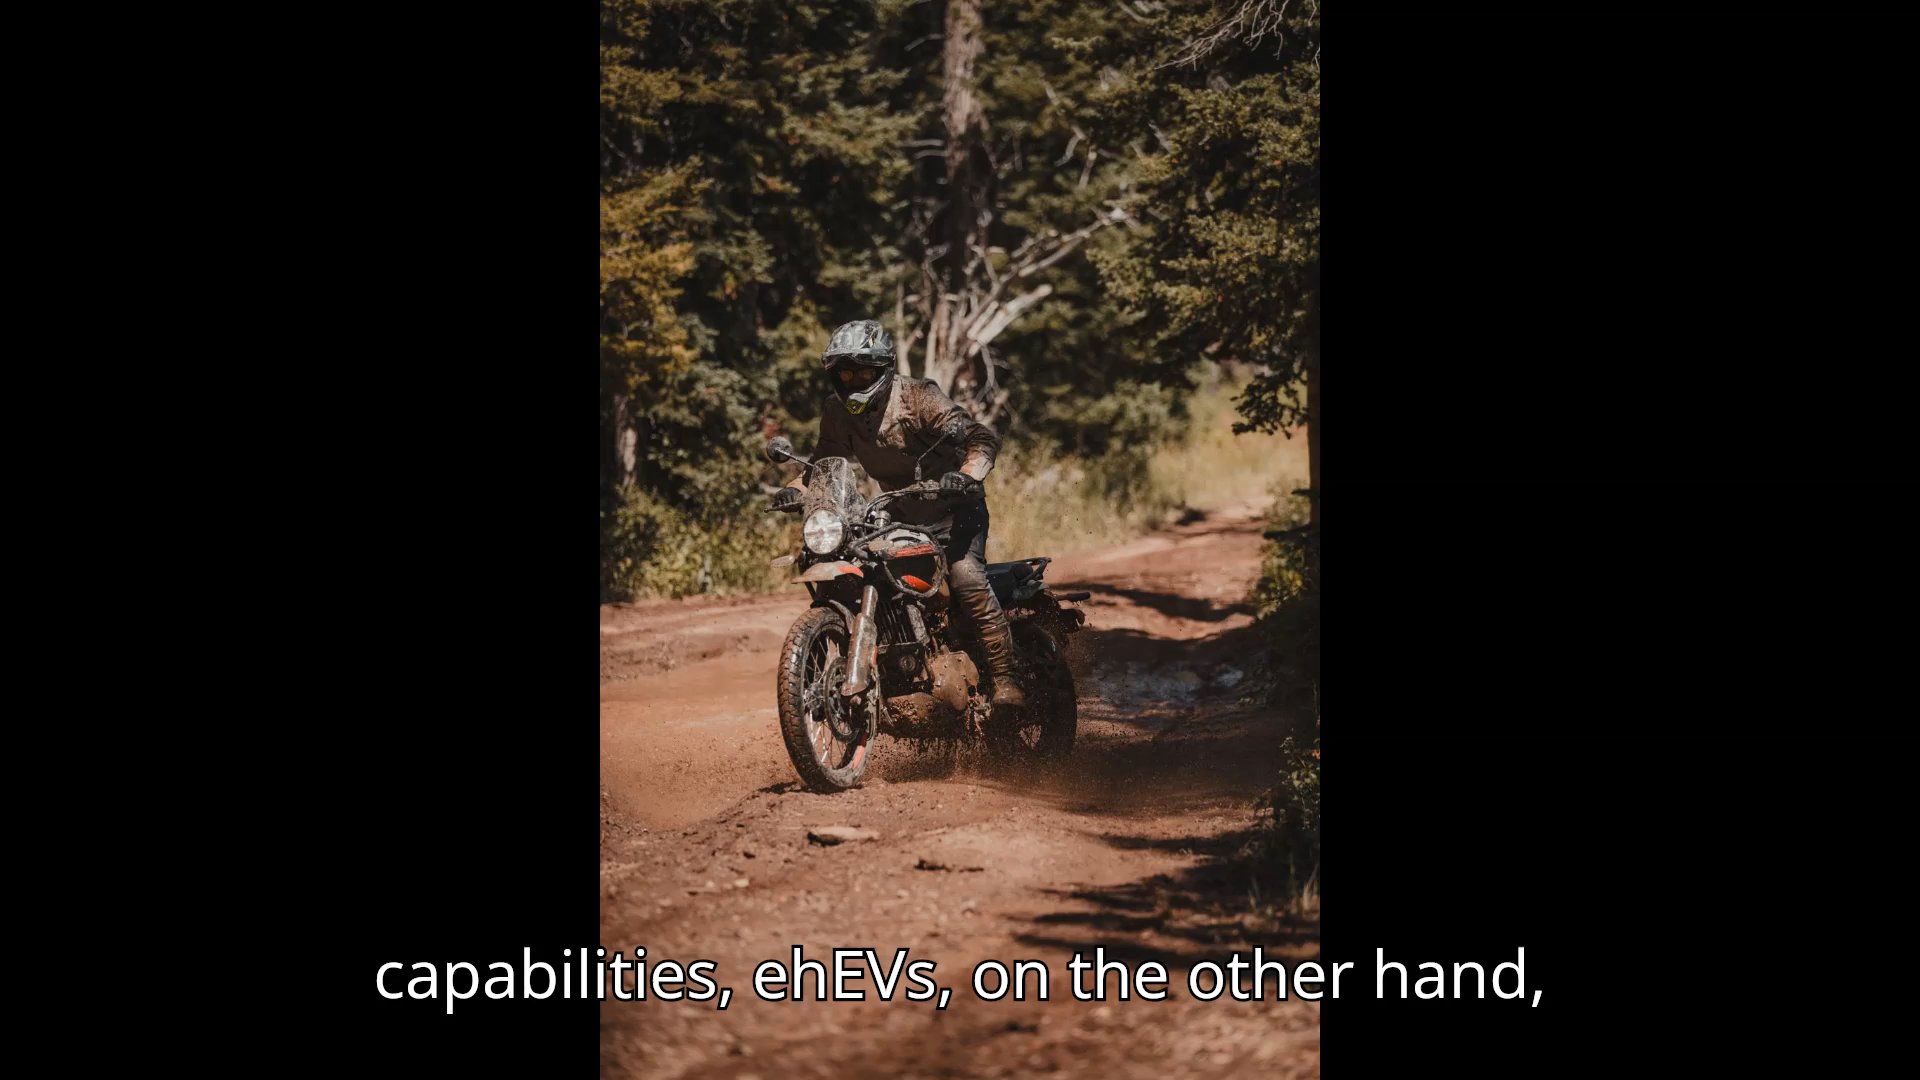 capabilities, ehEVs, on the other hand,